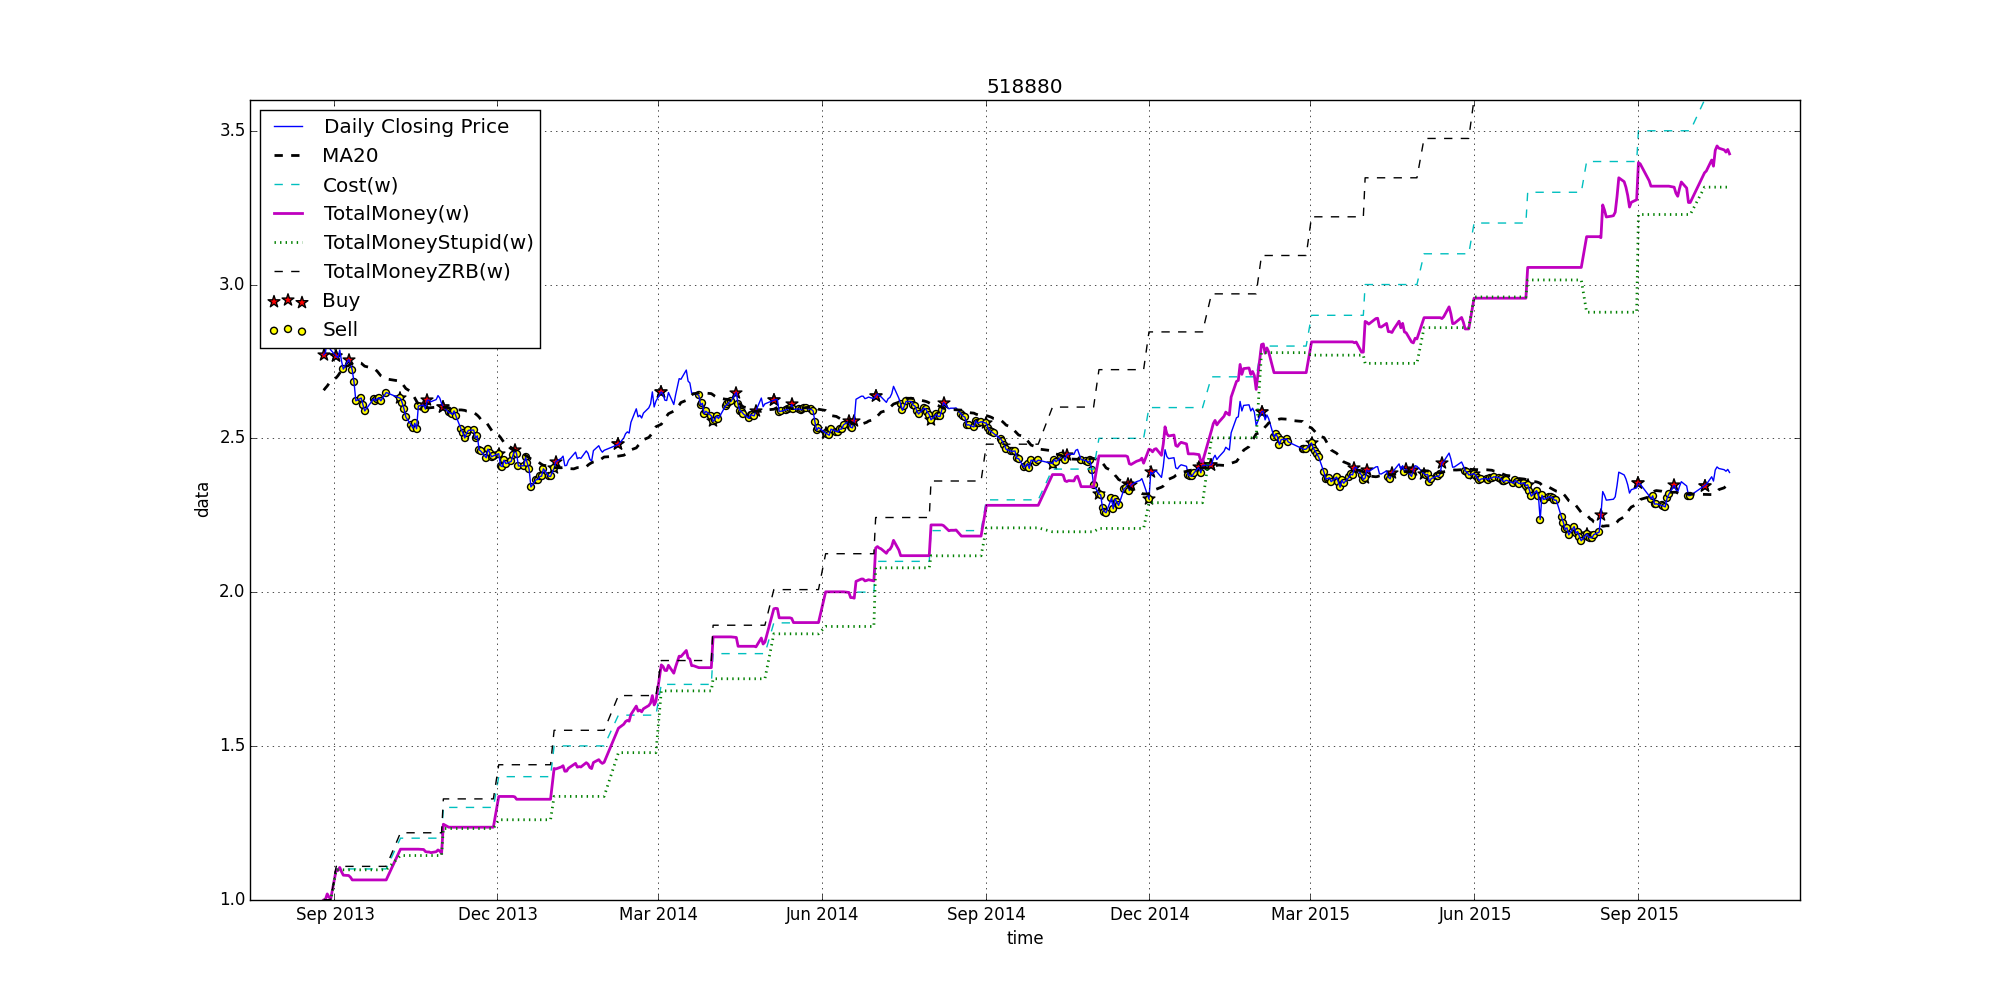 518880
Daily Closing Price
MA20
Cost(w)
TotalMoney(w)
TotalMoneyStupid(w)
TotalMoneyZRB(w)
Buy
Sell
3.5
3.0
2.5
2.0
1.5
1.0
data
Sep 2013 Dec 2013 Mar 2014 Jun 2014 Sep 2014 Dec 2014 Mar 2015 Jun 2015 Sep 2015
time